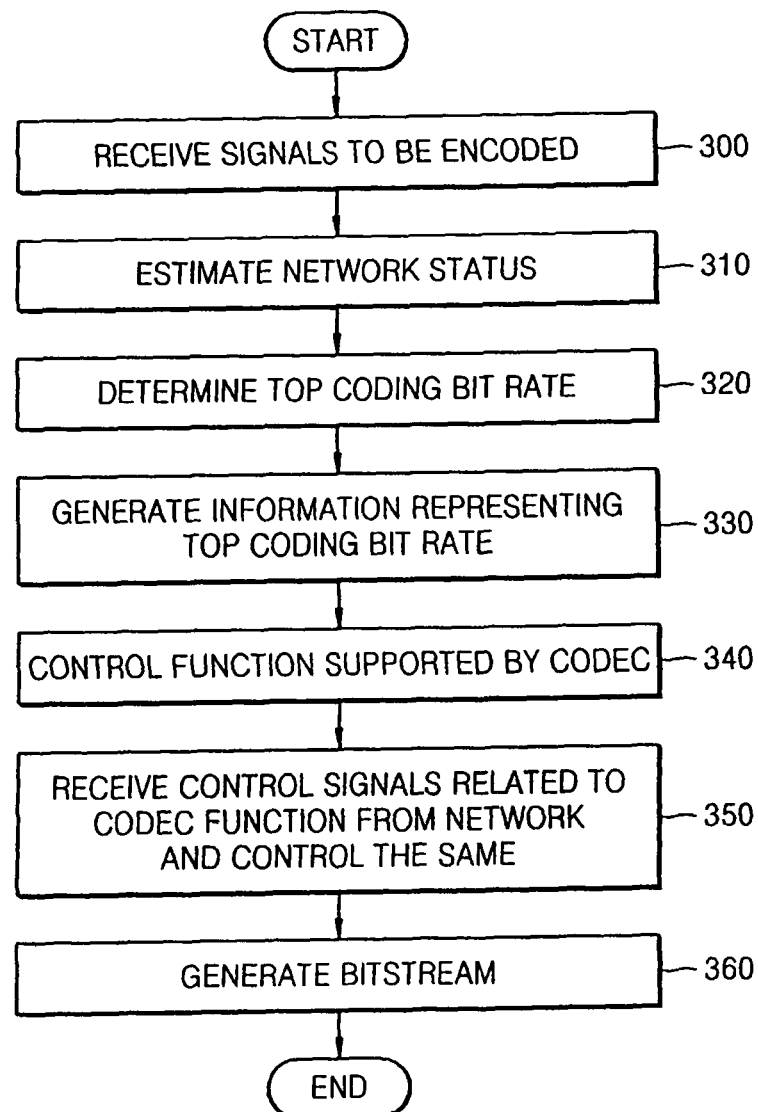 START
RECEIVE SIGNALS TO BE ENCODED
300
ESTIMATE NETWORK STATUS
310
DETERMINE TOP CODING BIT RATE
320
GENERATE INFORMATION REPRESENTING
TOP CODING BIT RATE
330
CONTROL FUNCTION SUPPORTED BY CODEC
340
RECEIVE CONTROL SIGNALS RELATED TO
CODEC FUNCTION FROM NETWORK
AND CONTROL THE SAME
350
GENERATE BITSTREAM
360
END